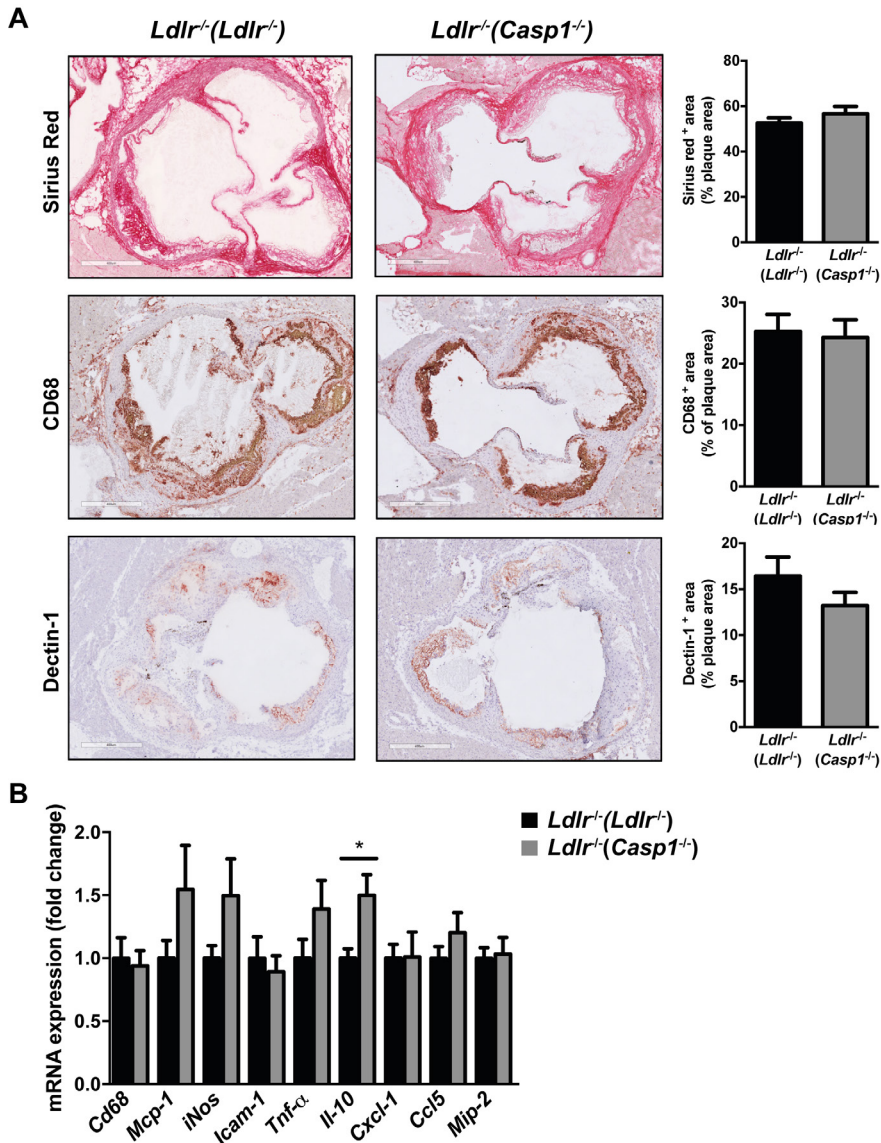 A
Ldlr-/-(Ldlr-/-)
Ldlr-/-(Casp1-/-)
Sirius Red
Sirius red + area
(% plaque area)
80
60
40
20
0
Ldlr-/-
(Ldlr-/-)
Ldlr-/-
(Casp1-/-)
CD68
CD68 + area
(% of plaque area)
30
20
10
0
Ldlr-/-
(Ldlr-/-)
Ldlr-/-
(Casp1-/-)
Dectin-1
Dectin-1 + area
(% plaque area)
20
15
10
5
0
Ldlr-/-
(Ldlr-/-)
Ldlr-/-
(Casp1-/-)
B
mRNA expression (fold change)
2.0
1.5
1.0
0.5
0.0
*
Ldlr-/-(Ldlr-/-)
Ldlr-/-(Casp1-/-)
Cd68
Mcp-1
iNos
Icam-1
Tnf-α
Il-10
Cxcl-1
Ccl5
Mip-2